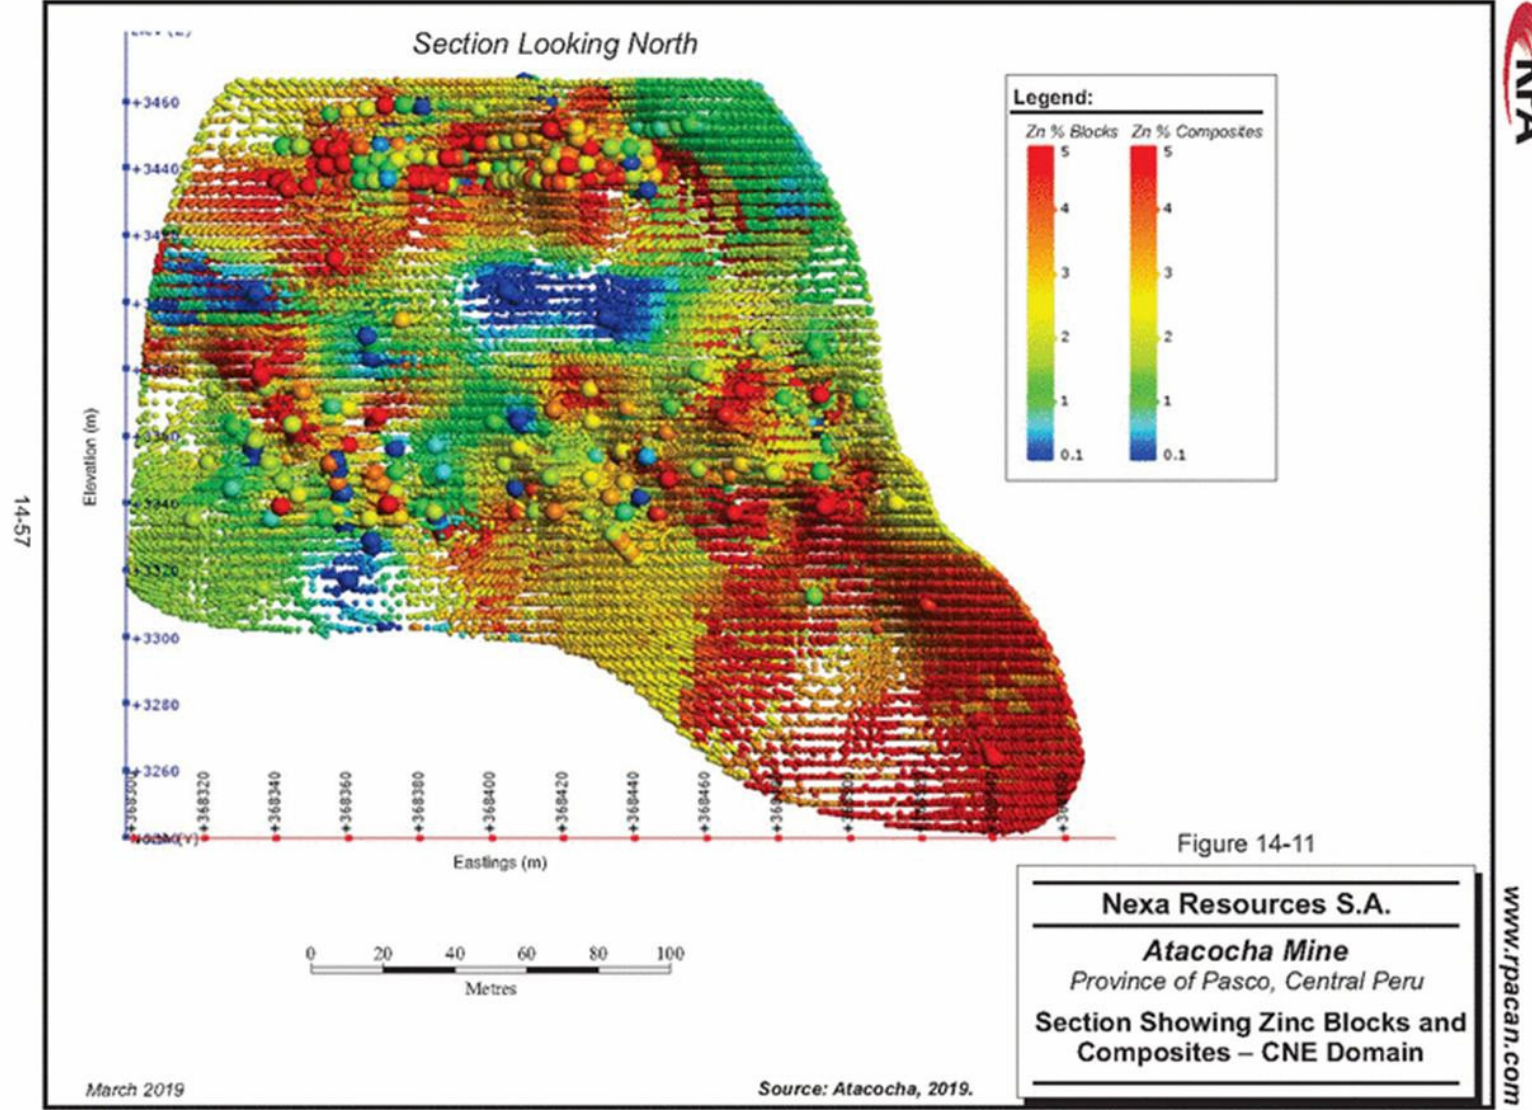 Section Looking North
+3460
+3440
Elevation (m)
+3300
+3280
+3260
+368320
+368340
+368360
+368380
+368400
+368420
+368440
+368460
Eastings (m)
Legend:
Zn % Blocks Zn % Composites
5 5
4 4
3 3
2 2
1 1
0.1 0.1
0 20 40 60 80 100
Metres
Figure 14-11
Nexa Resources S.A.
Atacocha Mine
Province of Pasco, Central Peru
Section Showing Zinc Blocks and
Composites – CNE Domain
March 2019
Source: Atacocha, 2019.
14-57
RPA
www.rpacan.com